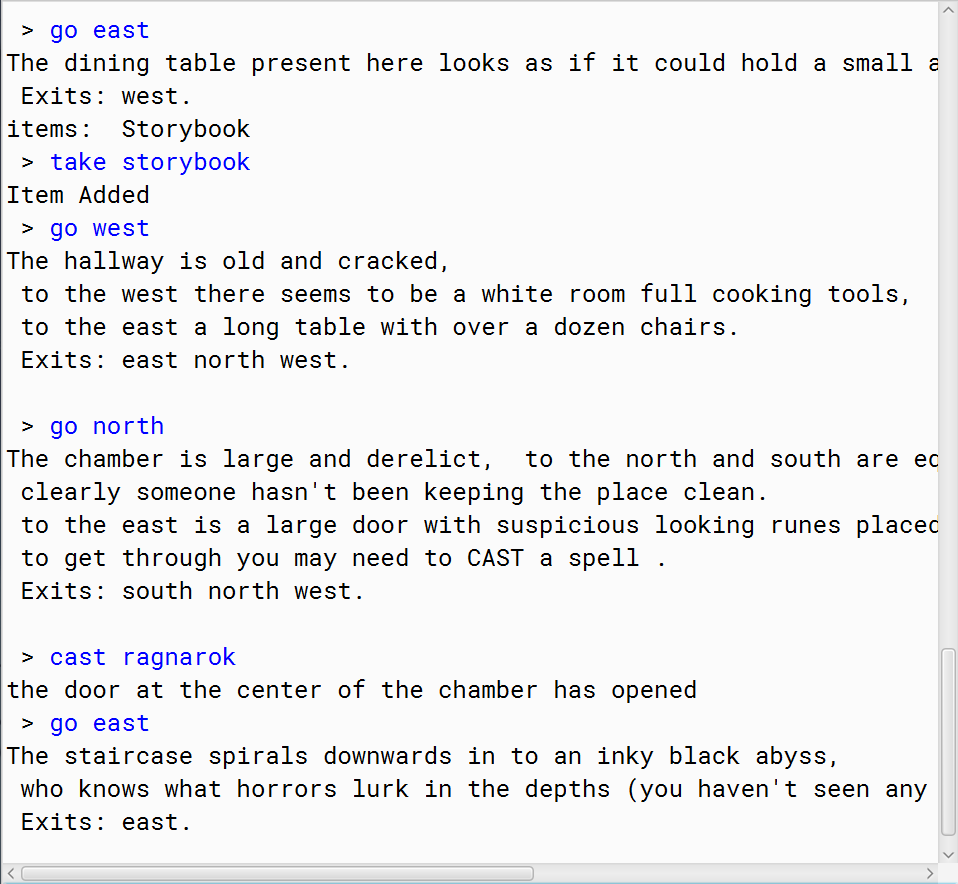 > go east
The dining table present here looks as if it could hold a small
Exits: west.
items:  Storybook
> take storybook
Item Added
> go west
The hallway is old and cracked,
to the west there seems to be a white room full cooking tools,
to the east a long table with over a dozen chairs.
Exits: east north west.
> go north
The chamber is large and derelict,  to the north and south are
clearly someone hasn't been keeping the place clean.
to the east is a large door with suspicious looking runes placed
to get through you may need to CAST a spell .
Exits: south north west.
> cast ragnarok
the door at the center of the chamber has opened
> go east
The staircase spirals downwards in to an inky black abyss,
who knows what horrors lurk in the depths (you haven't seen any
Exits: east.